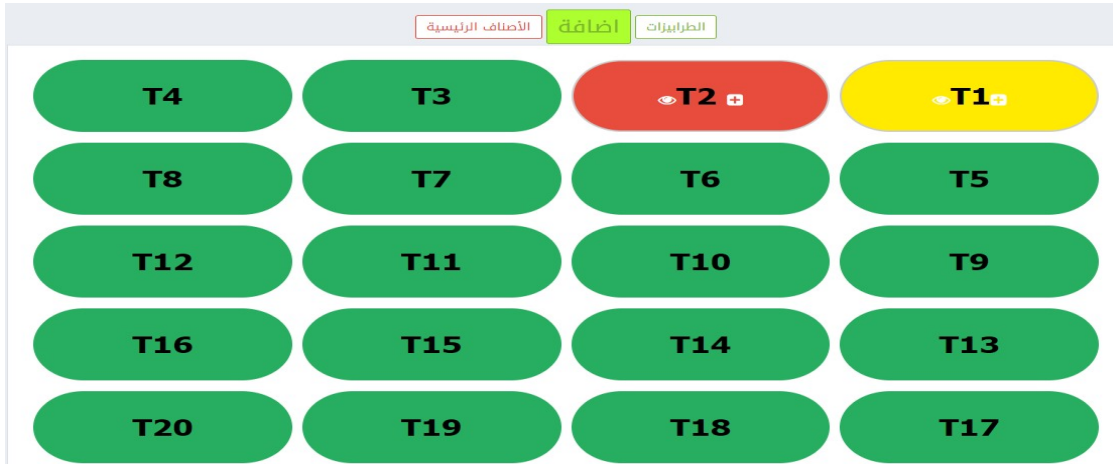 الطرابيزات اضافة الأصناف الرئيسية
T1 T2 T3 T4
T5 T6 T7 T8
T9 T10 T11 T12
T13 T14 T15 T16
T17 T18 T19 T20